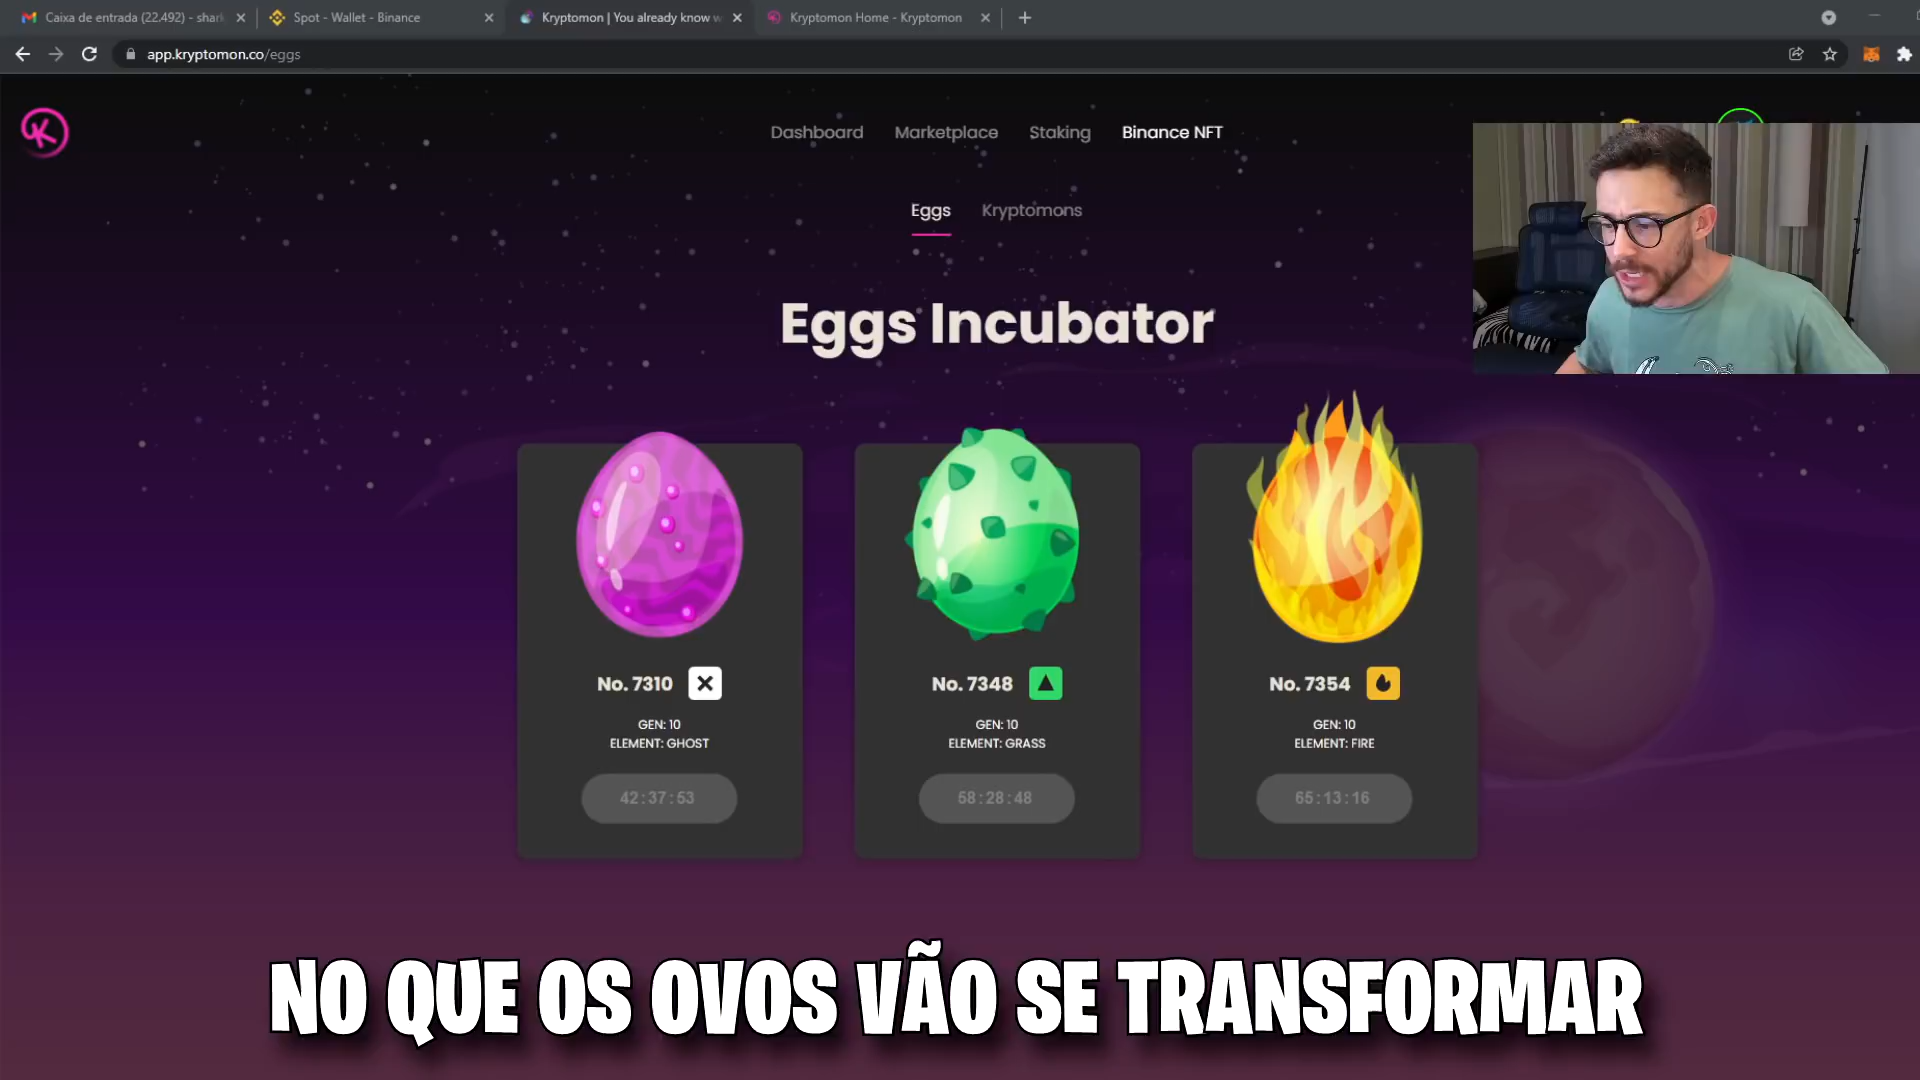 Caixa de entrada (22.492) - shar
Spot - Wallet - Binance
Kryptomon | You already know w
Kryptomon Home - Kryptomon
app.kryptomon.co/eggs
K
Dashboard
Marketplace
Staking
Binance NFT
Eggs
Kryptomons
Eggs Incubator
No. 7310
GEN: 10
ELEMENT: GHOST
42:37:53
No. 7348
GEN: 10
ELEMENT: GRASS
58:28:48
No. 7354
GEN: 10
ELEMENT: FIRE
65:13:16
NO QUE OS OVOS VÃO SE TRANSFORMAR